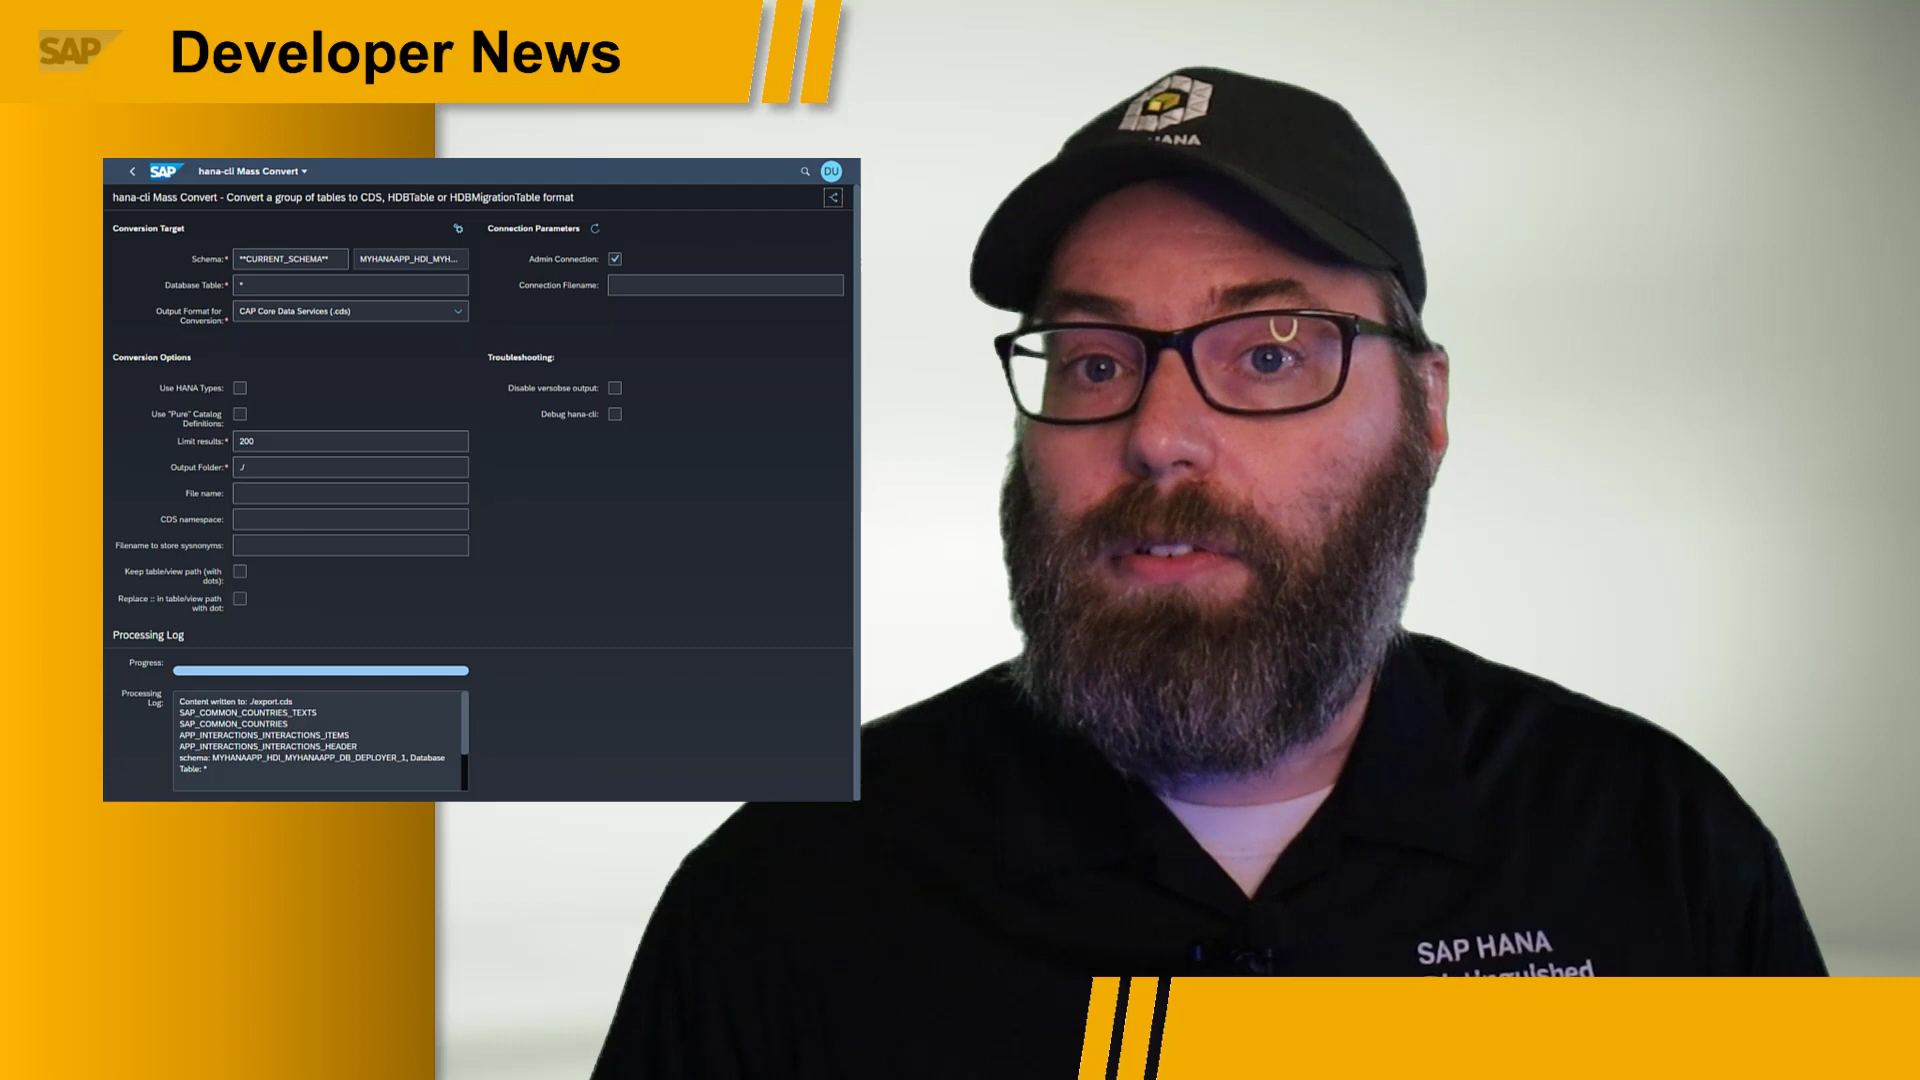 SAP
Developer News
SAP hana-cli Mass Convert DU
hana-cli Mass Convert - Convert a group of tables to CDS, HDBTable or HDBMigrationTable format
Conversion Target
Schema:* **CURRENT_SCHEMA** MYHANAAPP_HDI_MYH...
Database Table:* *
Output Format for
Conversion:* CAP Core Data Services (.cds)
Connection Parameters
Admin Connection:
Connection Filename:
Conversion Options
Use HANA Types:
Use "Pure" Catalog
Definitions:
Limit results:* 200
Output Folder:* ./
File name:
CDS namespace:
Filename to store sysnonyms:
Keep table/view path (with
dots):
Replace :: in table/view path
with dot:
Troubleshooting:
Disable versobse output:
Debug hana-cli:
Processing Log
Progress:
Processing
Log:
Content written to: ./export.cds
SAP_COMMON_COUNTRIES_TEXTS
SAP_COMMON_COUNTRIES
APP_INTERACTIONS_INTERACTIONS_ITEMS
APP_INTERACTIONS_INTERACTIONS_HEADER
schema: MYHANAAPP_HDI_MYHANAAPP_DB_DEPLOYER_1, Database
Table: *
SAP HANA